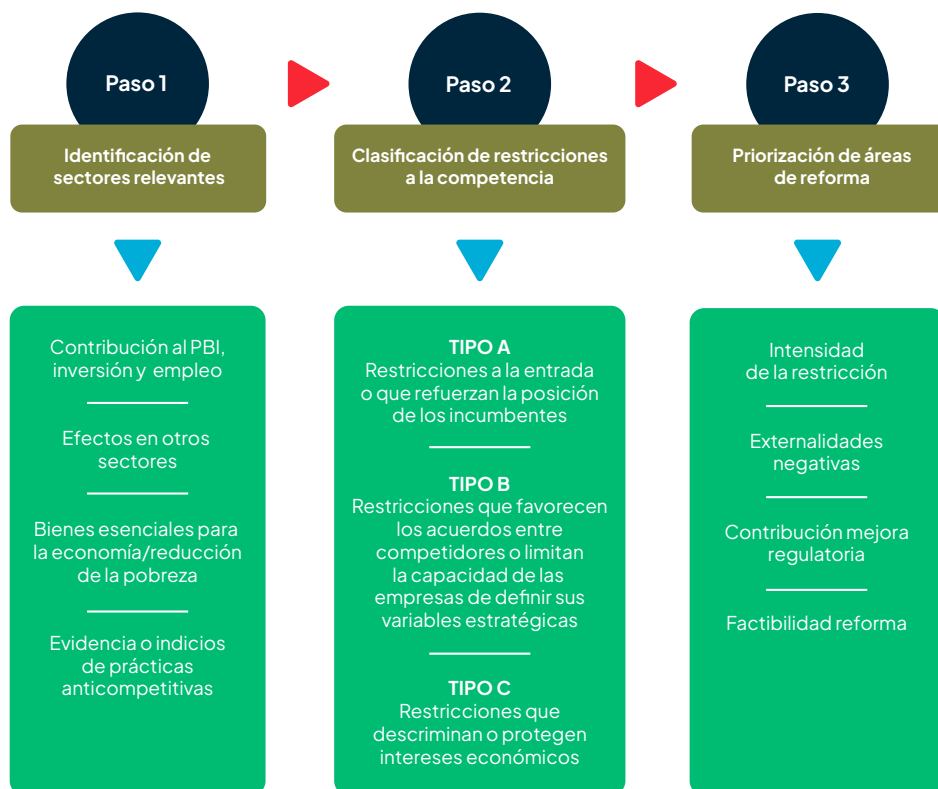 Paso 1
Identificación de
sectores relevantes
Contribución al PBI,
inversión y empleo
Efectos en otros
sectores
Bienes esenciales para
la economía/reducción
de la pobreza
Evidencia o indicios
de prácticas
anticompetitivas
Paso 2
Clasificación de restricciones
a la competencia
TIPO A
Restricciones a la entrada
o que refuerzan la posición
de los incumbentes
TIPO B
Restricciones que favorecen
los acuerdos entre
competidores o limitan
la capacidad de las
empresas de definir sus
variables estratégicas
TIPO C
Restricciones que
descriminan o protegen
intereses económicos
Paso 3
Priorización de áreas
de reforma
Intensidad
de la restricción
Externalidades
negativas
Contribución mejora
regulatoria
Factibilidad reforma